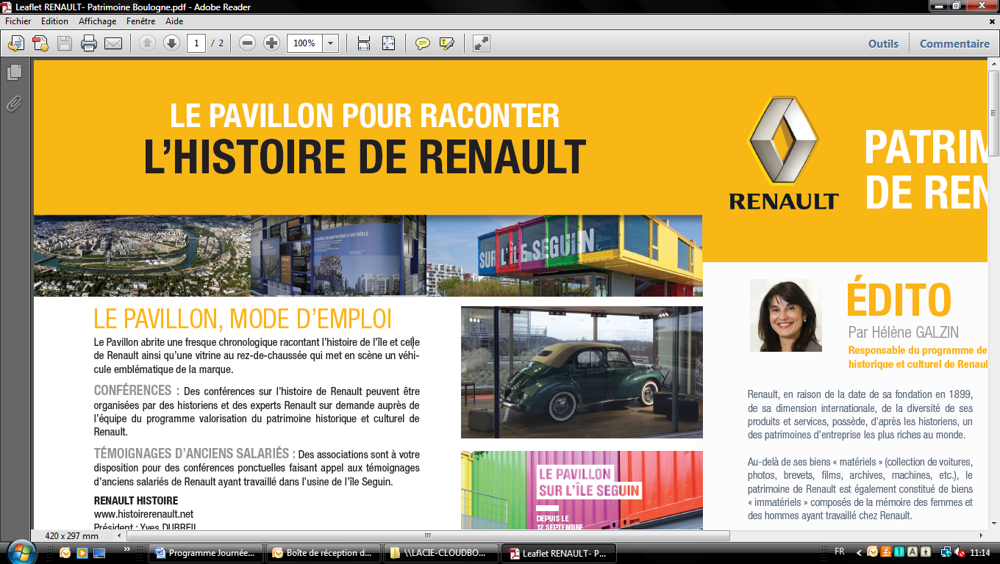 Leaflet RENAULT- Patrimoine Boulogne.pdf - Adobe Reader
Fichier Edition Affichage Fenêtre Aide
1 / 2 100% Outils Commentaire
LE PAVILLON POUR RACONTER
L'HISTOIRE DE RENAULT
RENAULT
PATRIM
DE REN
SUR L'ÎLE SEGUIN
LE PAVILLON, MODE D'EMPLOI
Le Pavillon abrite une fresque chronologique racontant l'histoire de l'île et celle
de Renault ainsi qu'une vitrine au rez-de-chaussée qui met en scène un véhi-
cule emblématique de la marque.
CONFÉRENCES : Des conférences sur l'histoire de Renault peuvent être
organisées par des historiens et des experts Renault sur demande auprès de
l'équipe du programme valorisation du patrimoine historique et culturel de
Renault.
TÉMOIGNAGES D'ANCIENS SALARIÉS : Des associations sont à votre
disposition pour des conférences ponctuelles faisant appel aux témoignages
d'anciens salariés de Renault ayant travaillé dans l'usine de l'île Seguin.
RENAULT HISTOIRE
www.histoirerenault.net
Président : Yves DUBREIL
LE PAVILLON
SUR L'ÎLE SEGUIN
DEPUIS LE
12 SEPTEMBRE
ÉDITO
Par Hélène GALZIN
Responsable du programme de
historique et culturel de Renaul
Renault, en raison de la date de sa fondation en 1899,
de sa dimension internationale, de la diversité de ses
produits et services, possède, d'après les historiens, un
des patrimoines d'entreprise les plus riches au monde.
Au-delà de ses biens « matériels » (collection de voitures,
photos, brevets, films, archives, machines, etc.), le
patrimoine de Renault est également constitué de biens
« immatériels » composés de la mémoire des femmes et
des hommes ayant travaillé chez Renault.
420 x 297 mm
Programme Journée... Boîte de réception d... \\LACIE-CLOUDBO... Leaflet RENAULT- P... FR 1 A 11:14